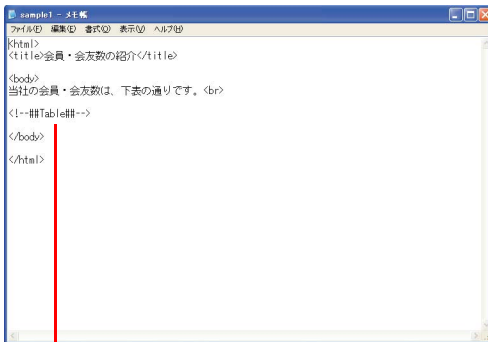 sample1 - メモ帳
ファイル(F) 編集(E) 書式(O) 表示(V) ヘルプ(H)
<html>
<title>会員・会友数の紹介</title>
<body>
当社の会員・会友数は、下表の通りです。<br>
<!--##Table##-->
</body>
</html>